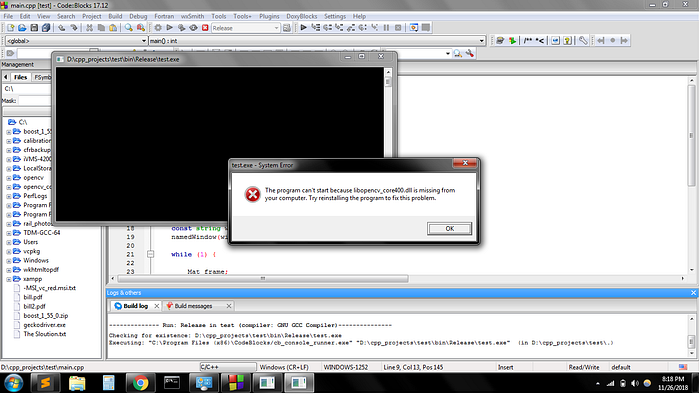 main.cpp [test] - Code::Blocks 17.12
File Edit View Search Project Build Debug Fortran wxSmith Tools Tools+ Plugins DoxyBlocks Settings Help
Release
<global>
main() : int
/** *<
Management
Files FSymbo
C:\
Mask:
C:\
boost_1_55
calibration
cfrbackup
iVMS-4200
LocalStora
opencv
opencv_cc
PerfLogs
Program F
Program F
rail_photos
TDM-GCC-64
Users
vcpkg
Windows
wkhtmltopdf
xampp
-MSI_vc_red.msi.txt
bill.pdf
bill2.pdf
boost_1_55_0.zip
geckodriver.exe
The Sloution.txt
D:\cpp_projects\test\bin\Release\test.exe
test.exe - System Error
The program can't start because libopencv_core400.dll is missing from
your computer. Try reinstalling the program to fix this problem.
OK
18 const string w
19 namedWindow(wi
20
21 while (1) {
22
23 Mat frame;
Logs & others
Build log Build messages
-------------- Run: Release in test (compiler: GNU GCC Compiler)---------------
Checking for existence: D:\cpp_projects\test\bin\Release\test.exe
Executing: "C:\Program Files (x86)\CodeBlocks/cb_console_runner.exe" "D:\cpp_projects\test\bin\Release\test.exe" (in D:\cpp_projects\test\.)
D:\cpp_projects\test\main.cpp C/C++ Windows (CR+LF) WINDOWS-1252 Line 9, Col 13, Pos 145 Insert Read/Write default
8:18 PM
11/26/2018